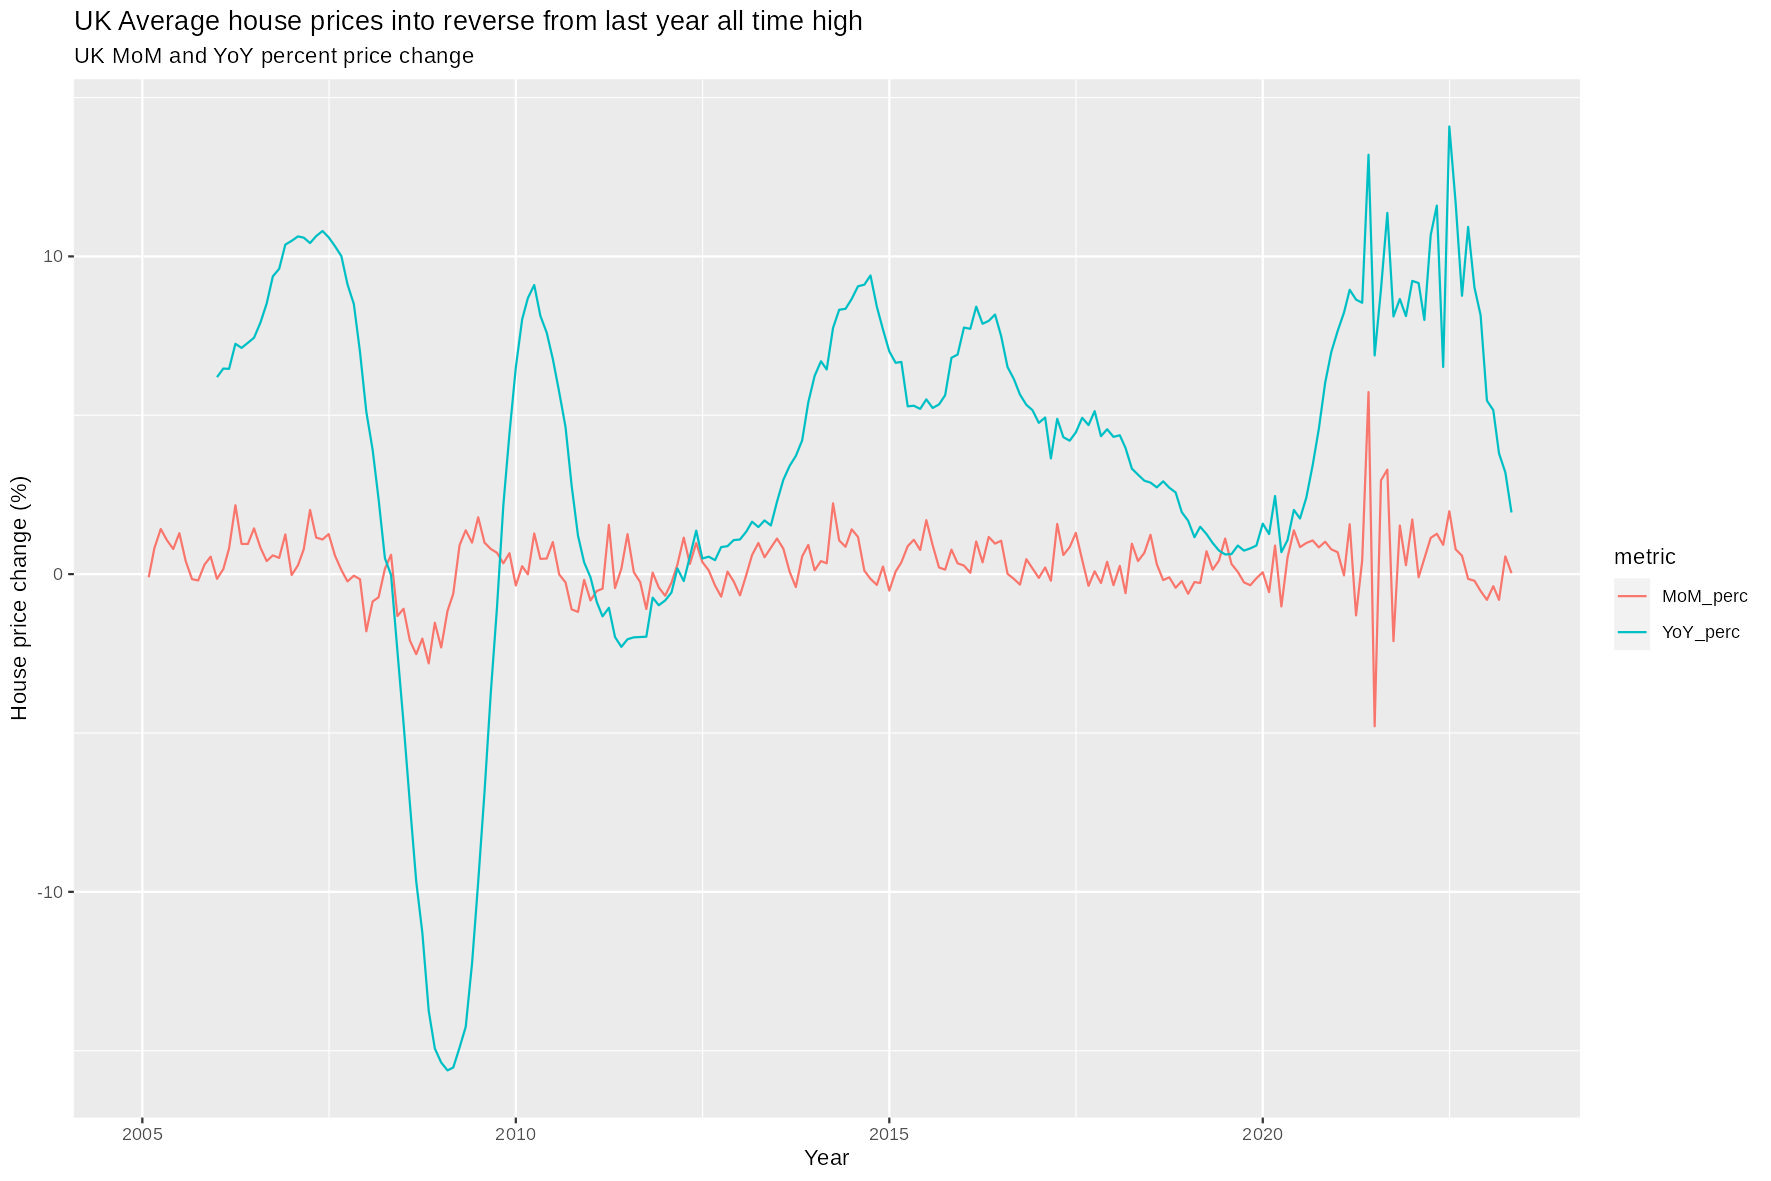 UK Average house prices into reverse from last year all time high
UK MoM and YoY percent price change
House price change (%)
10
0
-10
2005
2010
2015
2020
Year
metric
MoM_perc
YoY_perc